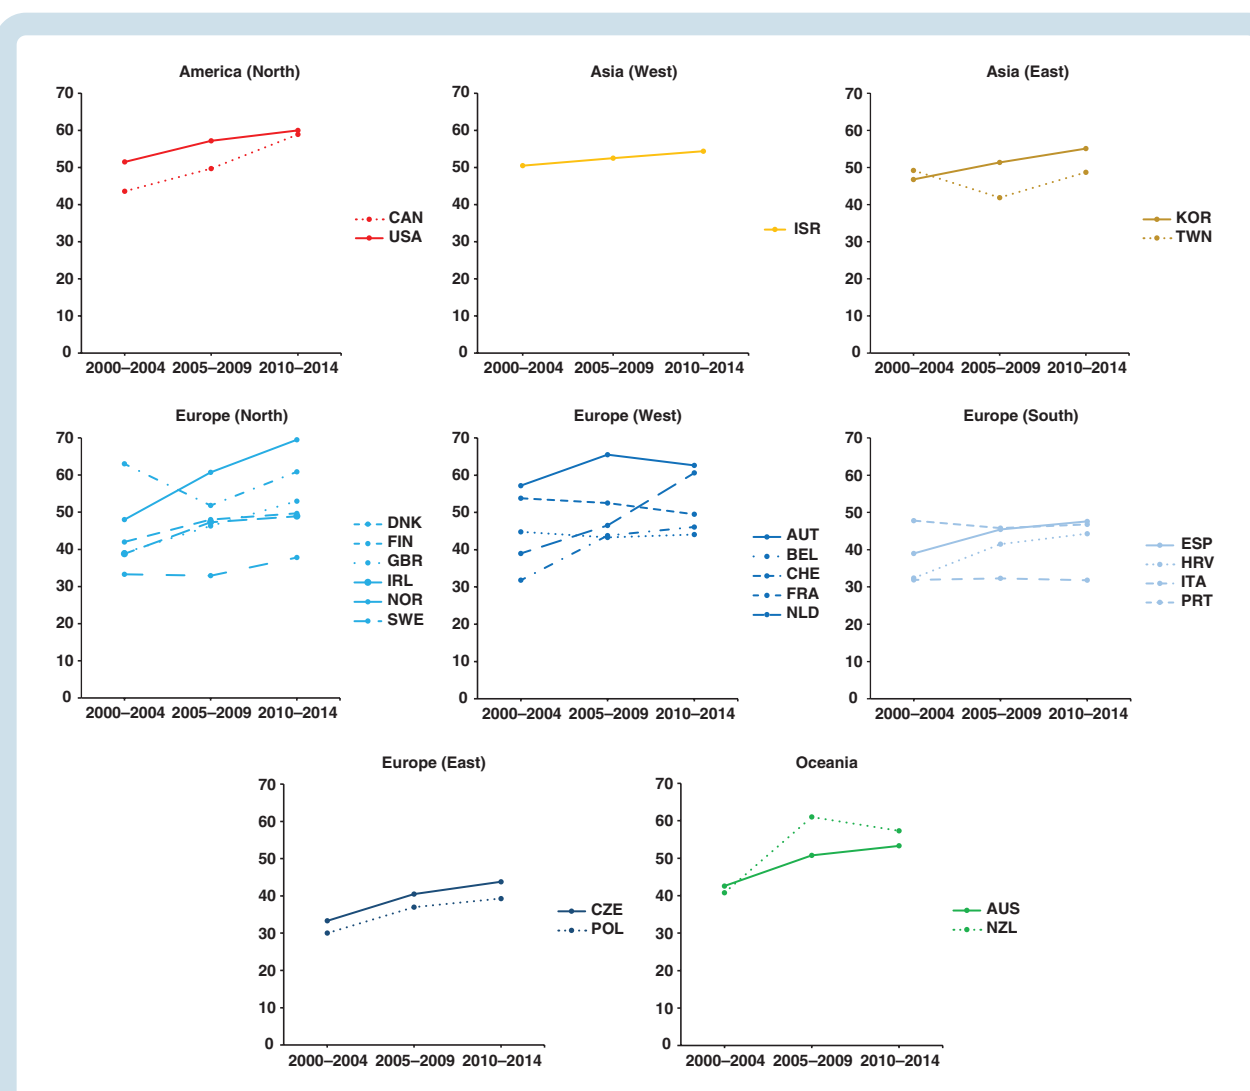 America (North)
70
60
50
40
30
20
10
0
2000–2004 2005–2009 2010–2014
CAN
USA
Asia (West)
70
60
50
40
30
20
10
0
2000–2004 2005–2009 2010–2014
ISR
Asia (East)
70
60
50
40
30
20
10
0
2000–2004 2005–2009 2010–2014
KOR
TWN
Europe (North)
70
60
50
40
30
20
10
0
2000–2004 2005–2009 2010–2014
DNK
FIN
GBR
IRL
NOR
SWE
Europe (West)
70
60
50
40
30
20
10
0
2000–2004 2005–2009 2010–2014
AUT
BEL
CHE
FRA
NLD
Europe (South)
70
60
50
40
30
20
10
0
2000–2004 2005–2009 2010–2014
ESP
HRV
ITA
PRT
Europe (East)
70
60
50
40
30
20
10
0
2000–2004 2005–2009 2010–2014
CZE
POL
Oceania
70
60
50
40
30
20
10
0
2000–2004 2005–2009 2010–2014
AUS
NZL